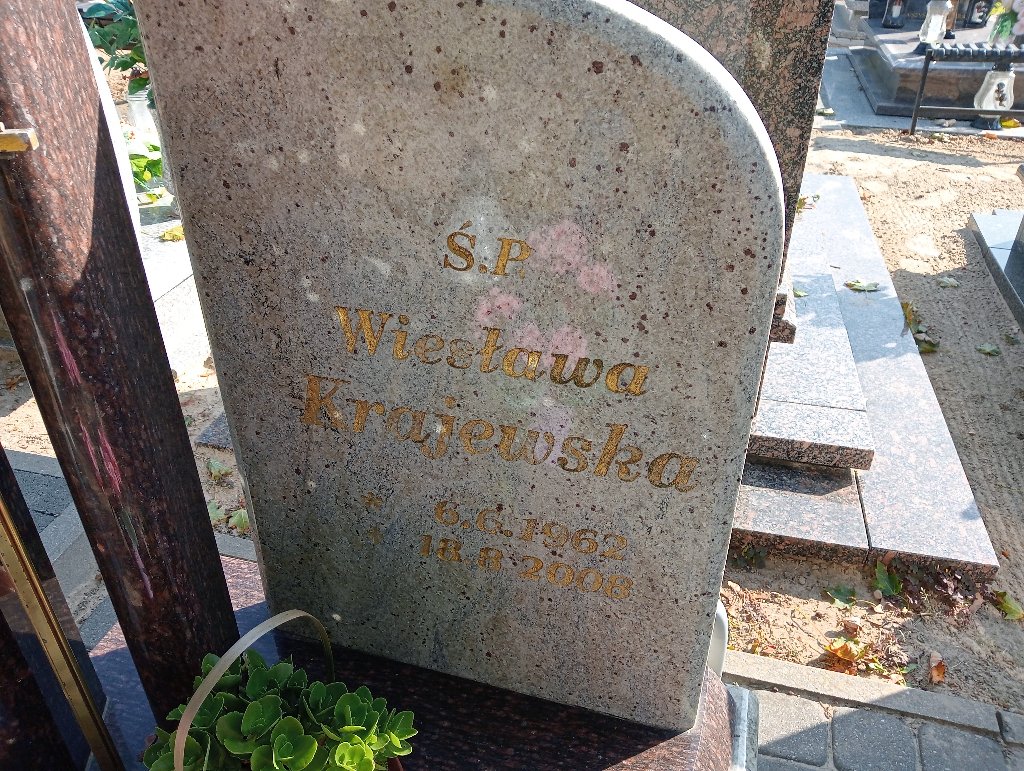 Ś.P.
Wiesława
Krajewska
* 6.6.1962
+ 18.8.2008